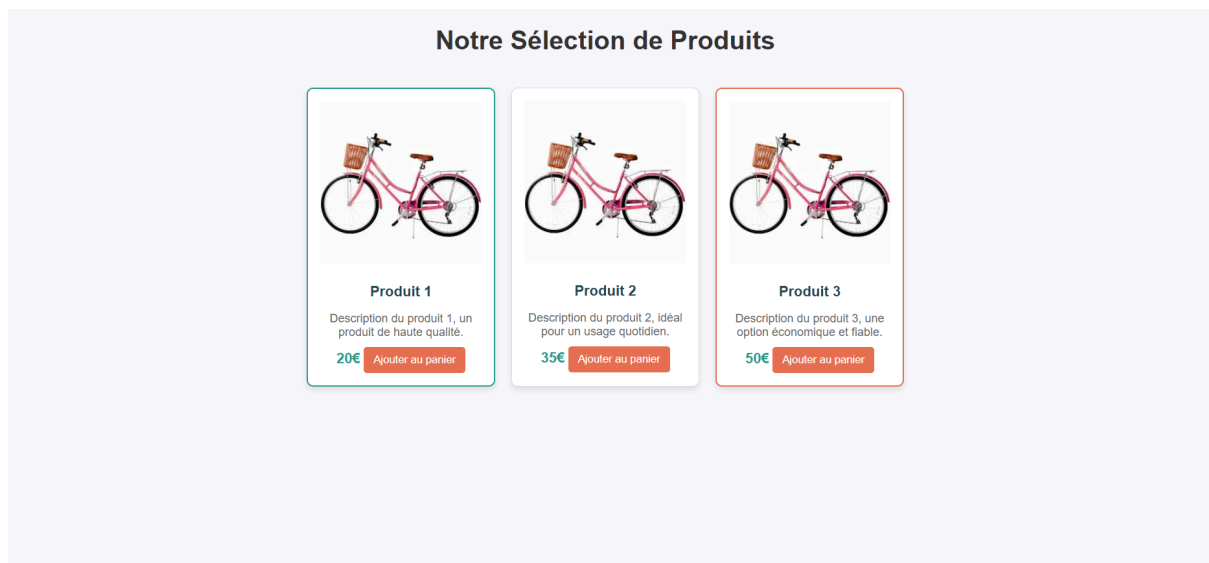 Notre Sélection de Produits
Produit 1
Description du produit 1, un
produit de haute qualité.
20€ Ajouter au panier
Produit 2
Description du produit 2, idéal
pour un usage quotidien.
35€ Ajouter au panier
Produit 3
Description du produit 3, une
option économique et fiable.
50€ Ajouter au panier